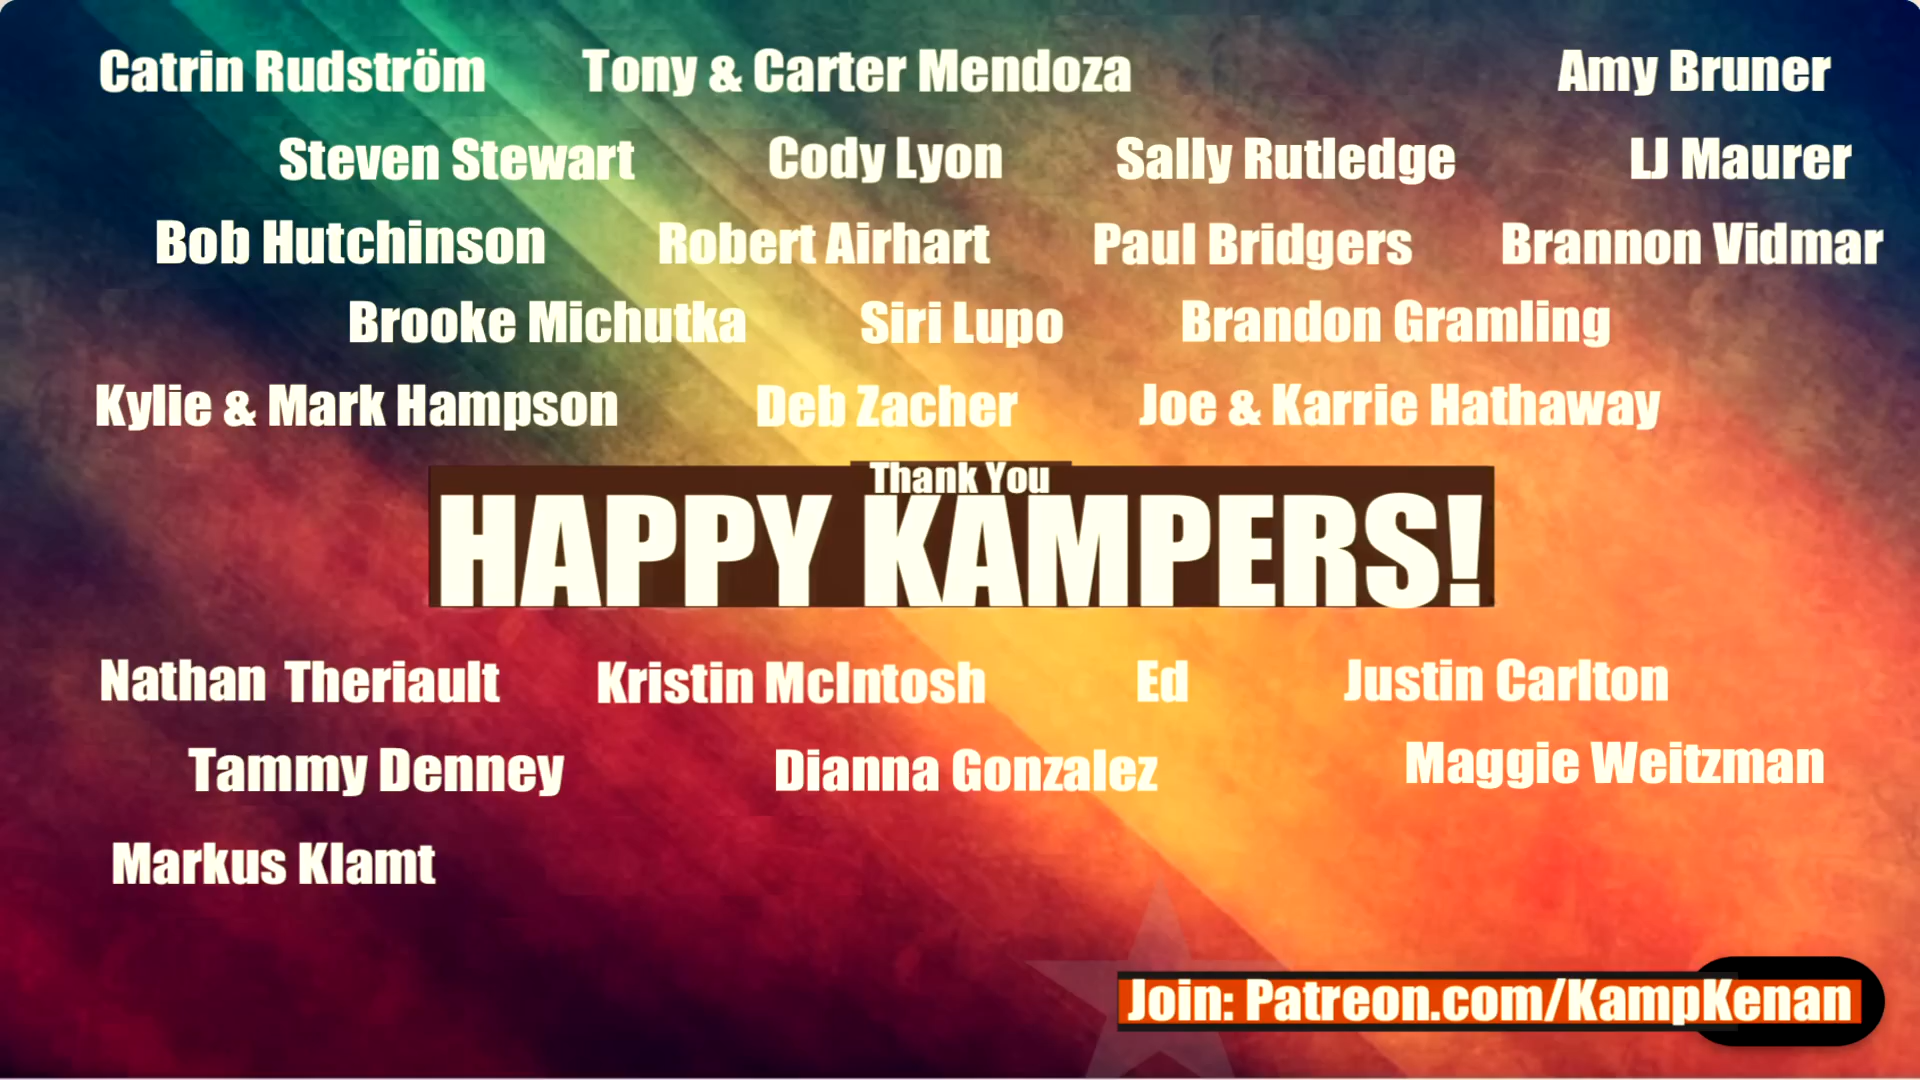 Catrin Rudström Tony & Carter Mendoza Amy Bruner
Steven Stewart Cody Lyon Sally Rutledge LJ Maurer
Bob Hutchinson Robert Airhart Paul Bridgers Brannon Vidmar
Brooke Michutka Siri Lupo Brandon Gramling
Kylie & Mark Hampson Deb Zacher Joe & Karrie Hathaway
Thank You
HAPPY KAMPERS!
Nathan Theriault Kristin McIntosh Ed Justin Carlton
Tammy Denney Dianna Gonzalez Maggie Weitzman
Markus Klamt
Join: Patreon.com/KampKenan